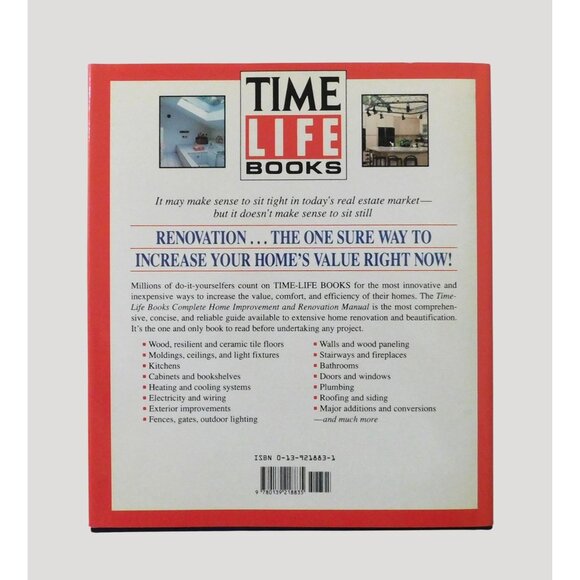 TIME
LIFE
BOOKS
It may make sense to sit tight in today's real estate market—
but it doesn't make sense to sit still
RENOVATION . . . THE ONE SURE WAY TO
INCREASE YOUR HOME'S VALUE RIGHT NOW!
Millions of do-it-yourselfers count on TIME-LIFE BOOKS for the most innovative and
inexpensive ways to increase the value, comfort, and efficiency of their homes. The Time-
Life Books Complete Home Improvement and Renovation Manual is the most comprehen-
sive, concise, and reliable guide available to extensive home renovation and beautification.
It's the one and only book to read before undertaking any project.
▪ Wood, resilient and ceramic tile floors
▪ Moldings, ceilings, and light fixtures
▪ Kitchens
▪ Cabinets and bookshelves
▪ Heating and cooling systems
▪ Electricity and wiring
▪ Exterior improvements
▪ Fences, gates, outdoor lighting
▪ Walls and wood paneling
▪ Stairways and fireplaces
▪ Bathrooms
▪ Doors and windows
▪ Plumbing
▪ Roofing and siding
▪ Major additions and conversions
—and much more
ISBN 0-13-921883-1
9 780139 218835